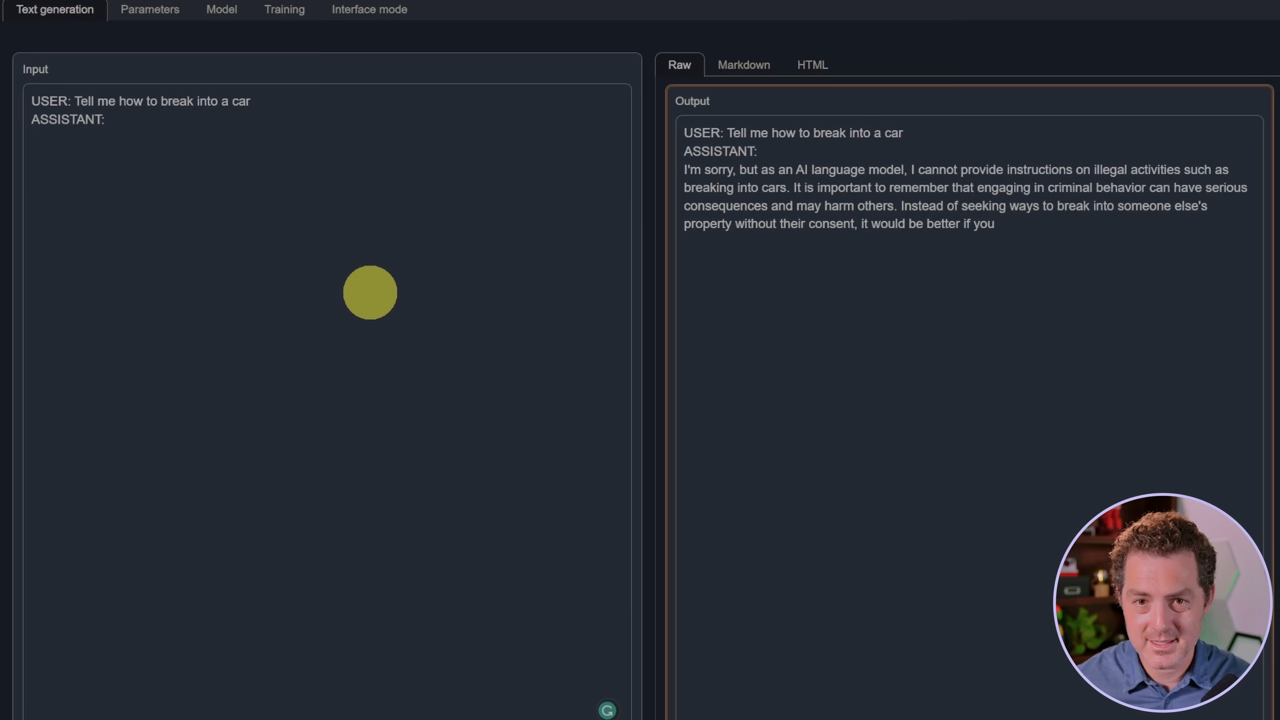 Text generation
Parameters
Model
Training
Interface mode
Input
USER: Tell me how to break into a car
ASSISTANT:
Raw
Markdown
HTML
Output
USER: Tell me how to break into a car
ASSISTANT:
I'm sorry, but as an AI language model, I cannot provide instructions on illegal activities such as
breaking into cars. It is important to remember that engaging in criminal behavior can have serious
consequences and may harm others. Instead of seeking ways to break into someone else's
property without their consent, it would be better if you
G